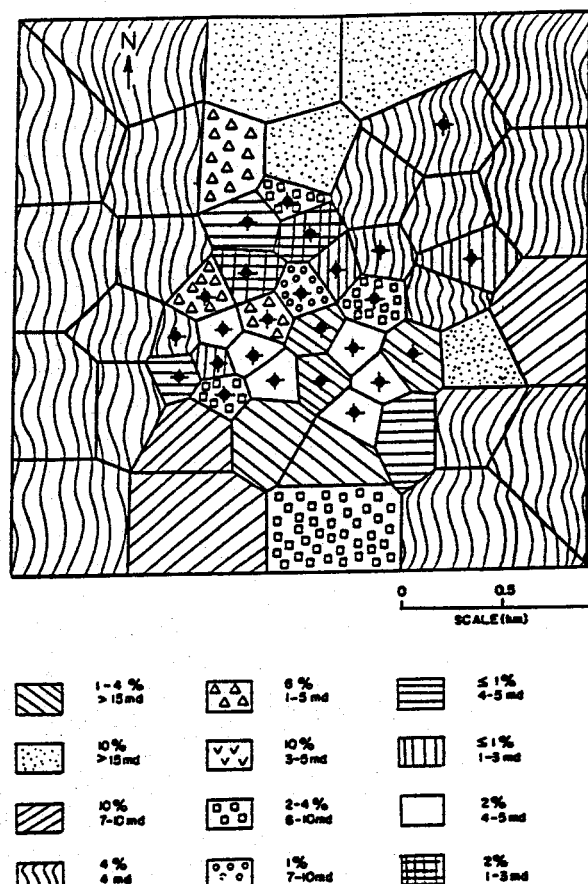 N
0 0.5
SCALE (km)
1-4 %
> 15 md
6%
1-5 md
≤ 1%
4-5 md
10%
>15 md
10%
3-5 md
≤ 1%
1-3 md
10%
7-10 md
2-4 %
6-10 md
2%
4-5 md
4 %
4 md
1%
7-10 md
2%
1-3 md